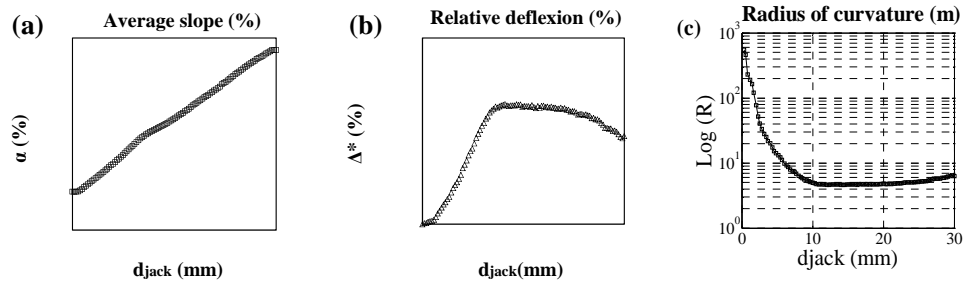 (a)
Average slope (%)
α (%)
djack (mm)
(b)
Relative deflexion (%)
Δ* (%)
djack(mm)
(c)
Radius of curvature (m)
Log (R)
10³
10²
10¹
10⁰
0 10 20 30
djack (mm)